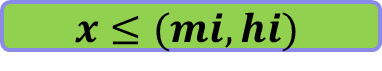 x ≤ (mi, hi)